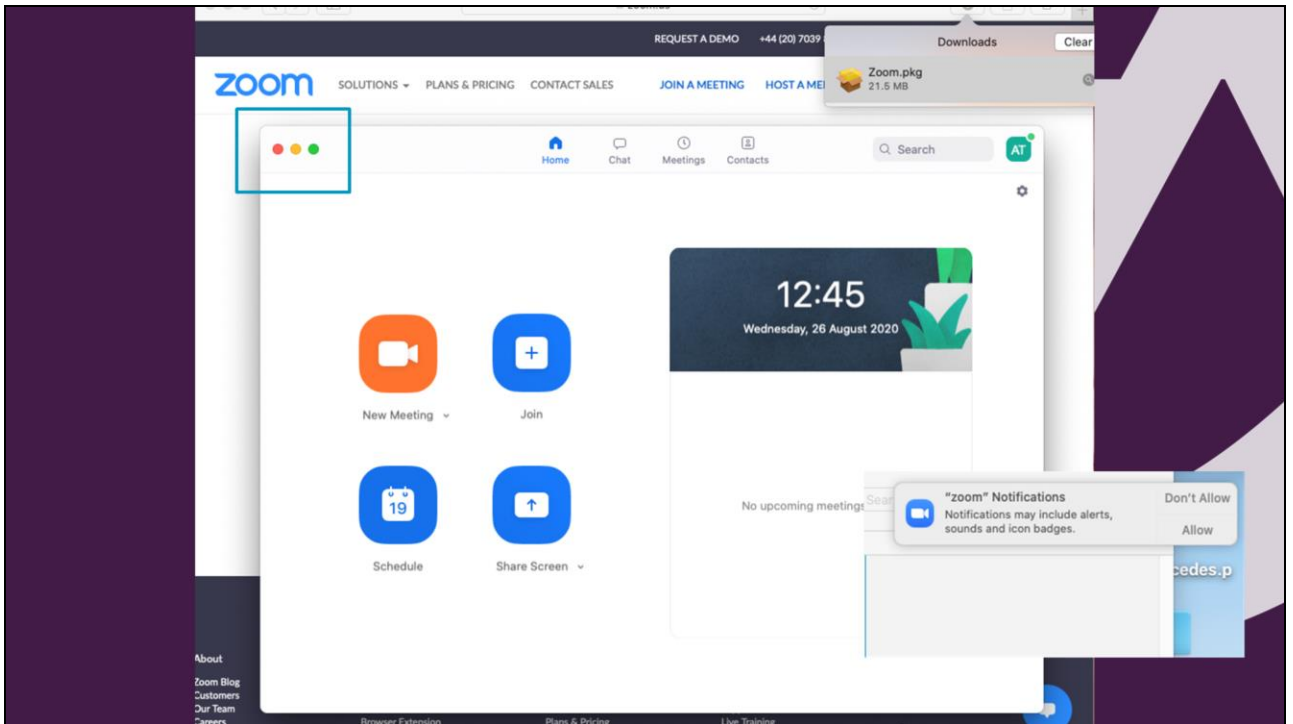 REQUEST A DEMO +44 (20) 7039
Downloads Clear
Zoom.pkg
21.5 MB
zoom SOLUTIONS PLANS & PRICING CONTACT SALES JOIN A MEETING HOST A
Home Chat Meetings Contacts
Search
AT
12:45
Wednesday, 26 August 2020
New Meeting
Join
19
Schedule
Share Screen
No upcoming meetings
"zoom" Notifications
Notifications may include alerts,
sounds and icon badges.
Don't Allow
Allow
cedes.p
About
Zoom Blog
Customers
Our Team
Careers
Browser Extension Plans & Pricing Live Training